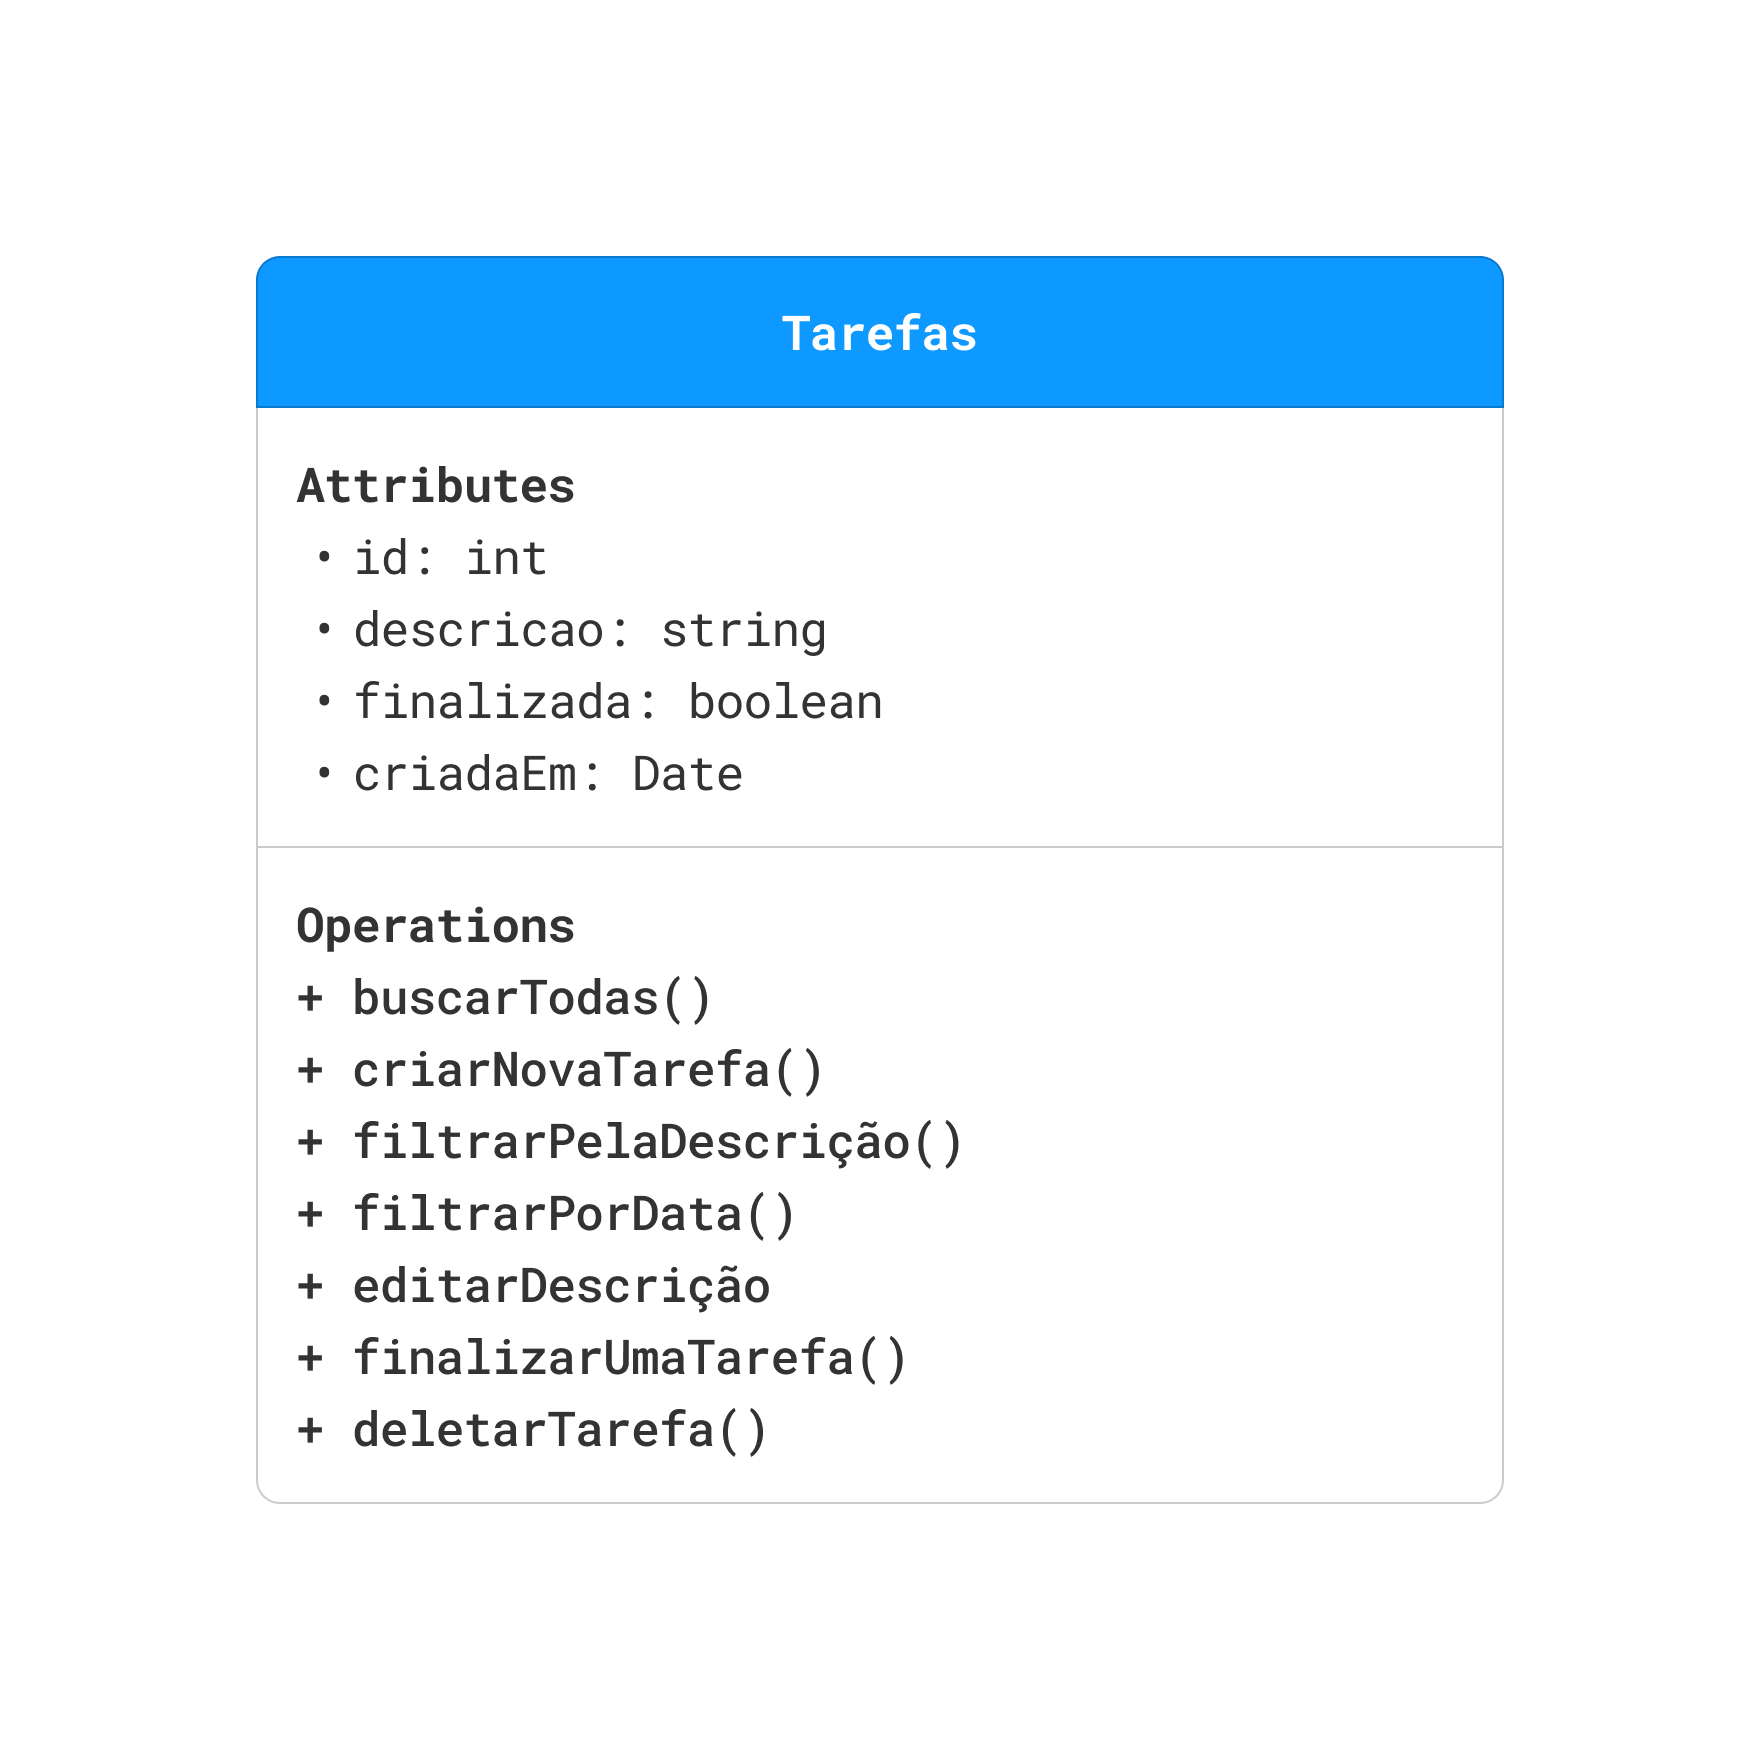 Tarefas
Attributes
• id: int
• descricao: string
• finalizada: boolean
• criadaEm: Date
Operations
+ buscarTodas()
+ criarNovaTarefa()
+ filtrarPelaDescrição()
+ filtrarPorData()
+ editarDescrição
+ finalizarUmaTarefa()
+ deletarTarefa()